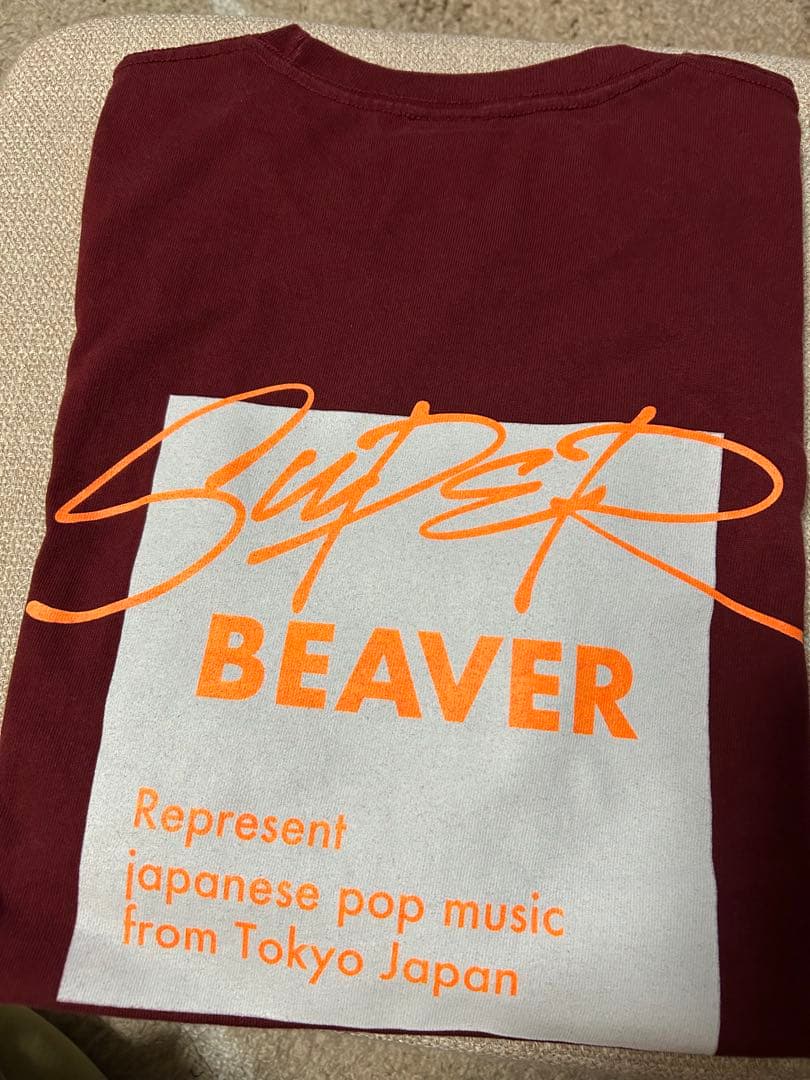 SUPER
BEAVER
Represent
japanese pop music
from Tokyo Japan